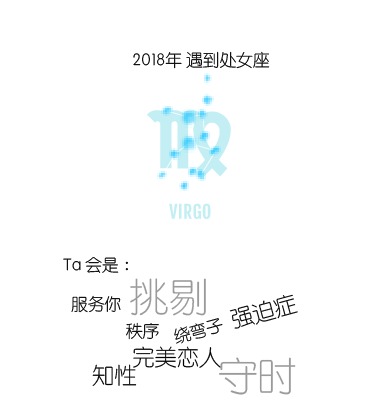 2018年 遇到处女座
VIRGO
Ta 会是：
服务你 挑剔
秩序 绕弯子 强迫症
完美恋人
知性 守时